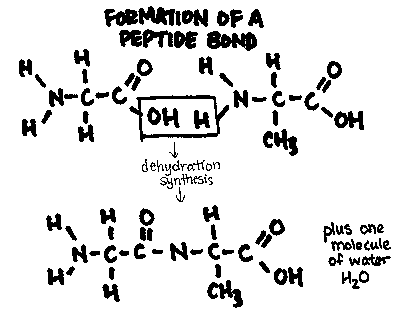 FORMATION OF A
PEPTIDE BOND
H H O H H O
N-C-C N-C-C
H H OH H CH₃ OH
dehydration
synthesis
H H O H O
N-C-C-N-C-C
H H CH₃ OH
plus one
molecule
of water
H₂O